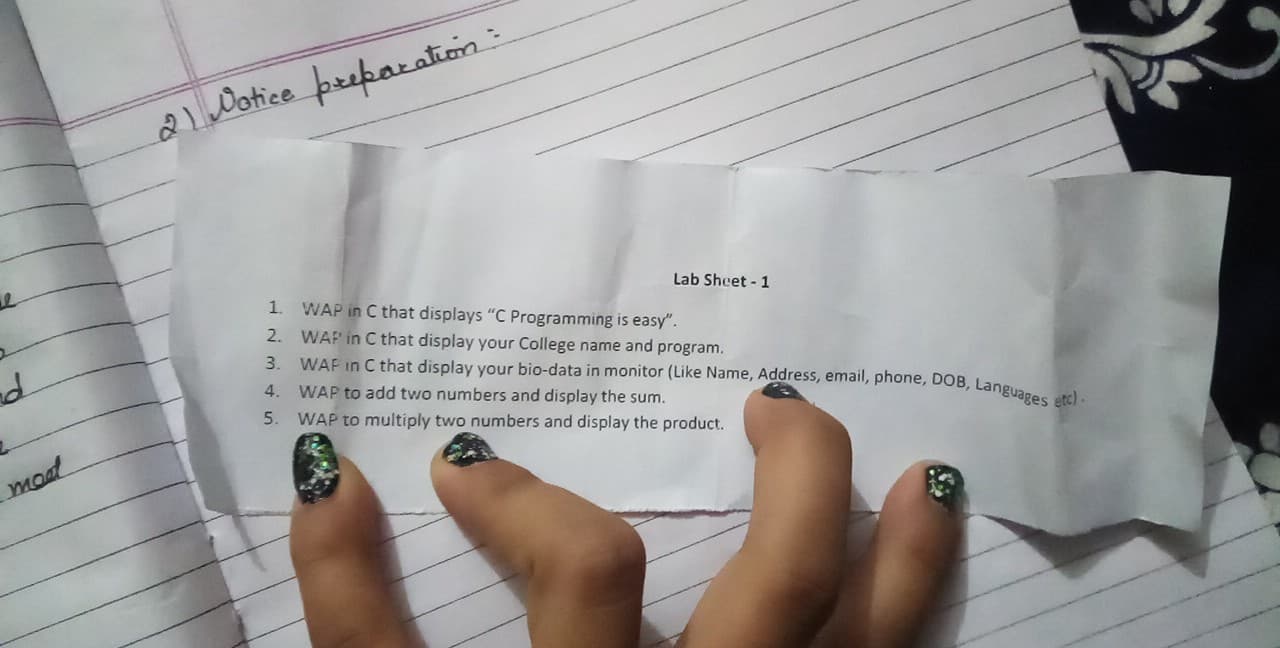 2) Notice preparation:
Lab Sheet - 1
1. WAP in C that displays “C Programming is easy”.
2. WAP in C that display your College name and program.
3. WAP in C that display your bio-data in monitor (Like Name, Address, email, phone, DOB, Languages etc).
4. WAP to add two numbers and display the sum.
5. WAP to multiply two numbers and display the product.